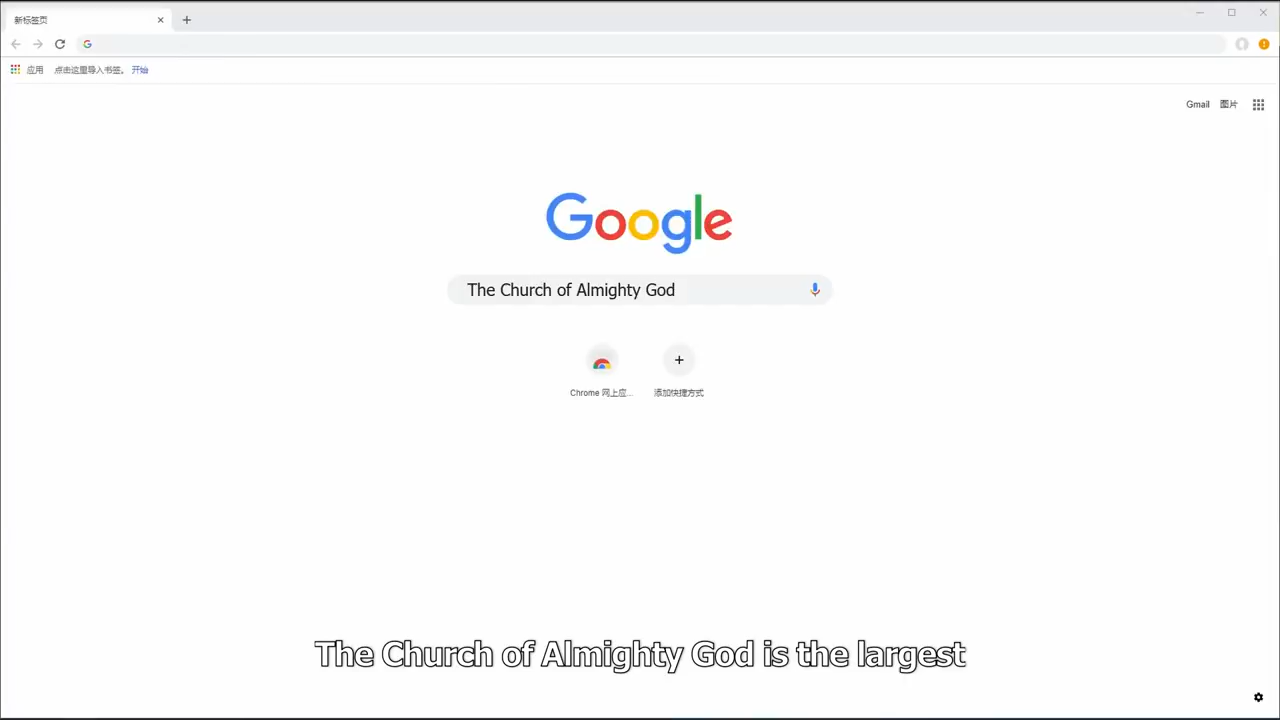 新标签页
应用 点击这里导入书签。 开始
Gmail 图片
Google
The Church of Almighty God
Chrome 网上应... 添加快捷方式
The Church of Almighty God is the largest